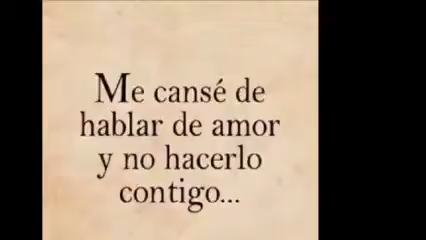 Me cansé de
hablar de amor
y no hacerlo
contigo...